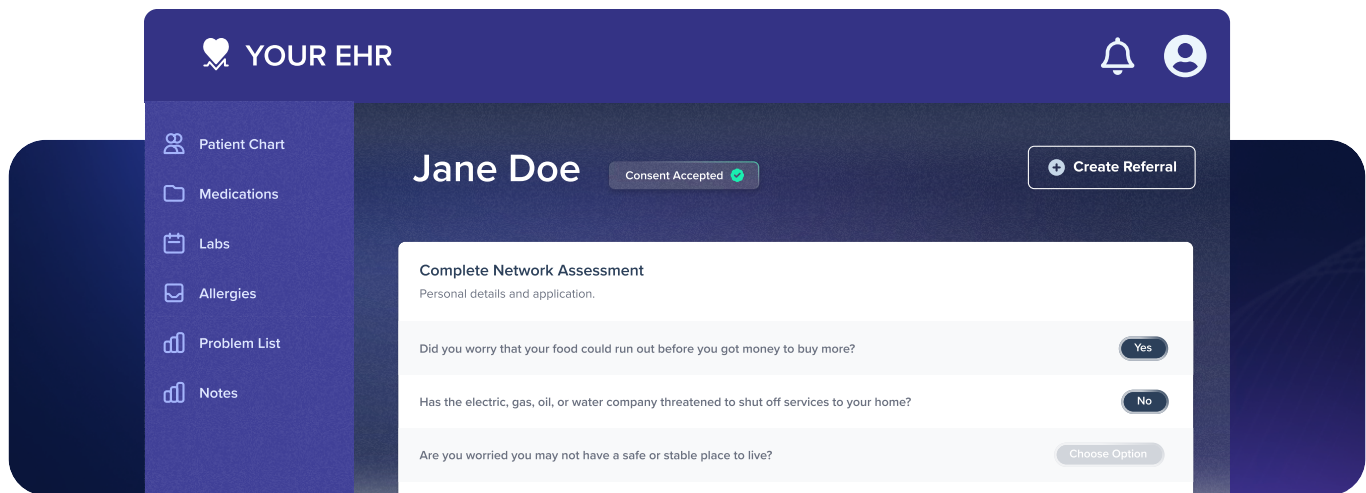 YOUR EHR
Patient Chart
Medications
Labs
Allergies
Problem List
Notes
Jane Doe
Consent Accepted
Create Referral
Complete Network Assessment
Personal details and application.
Did you worry that your food could run out before you got money to buy more?
Yes
Has the electric, gas, oil, or water company threatened to shut off services to your home?
No
Are you worried you may not have a safe or stable place to live?
Choose Option